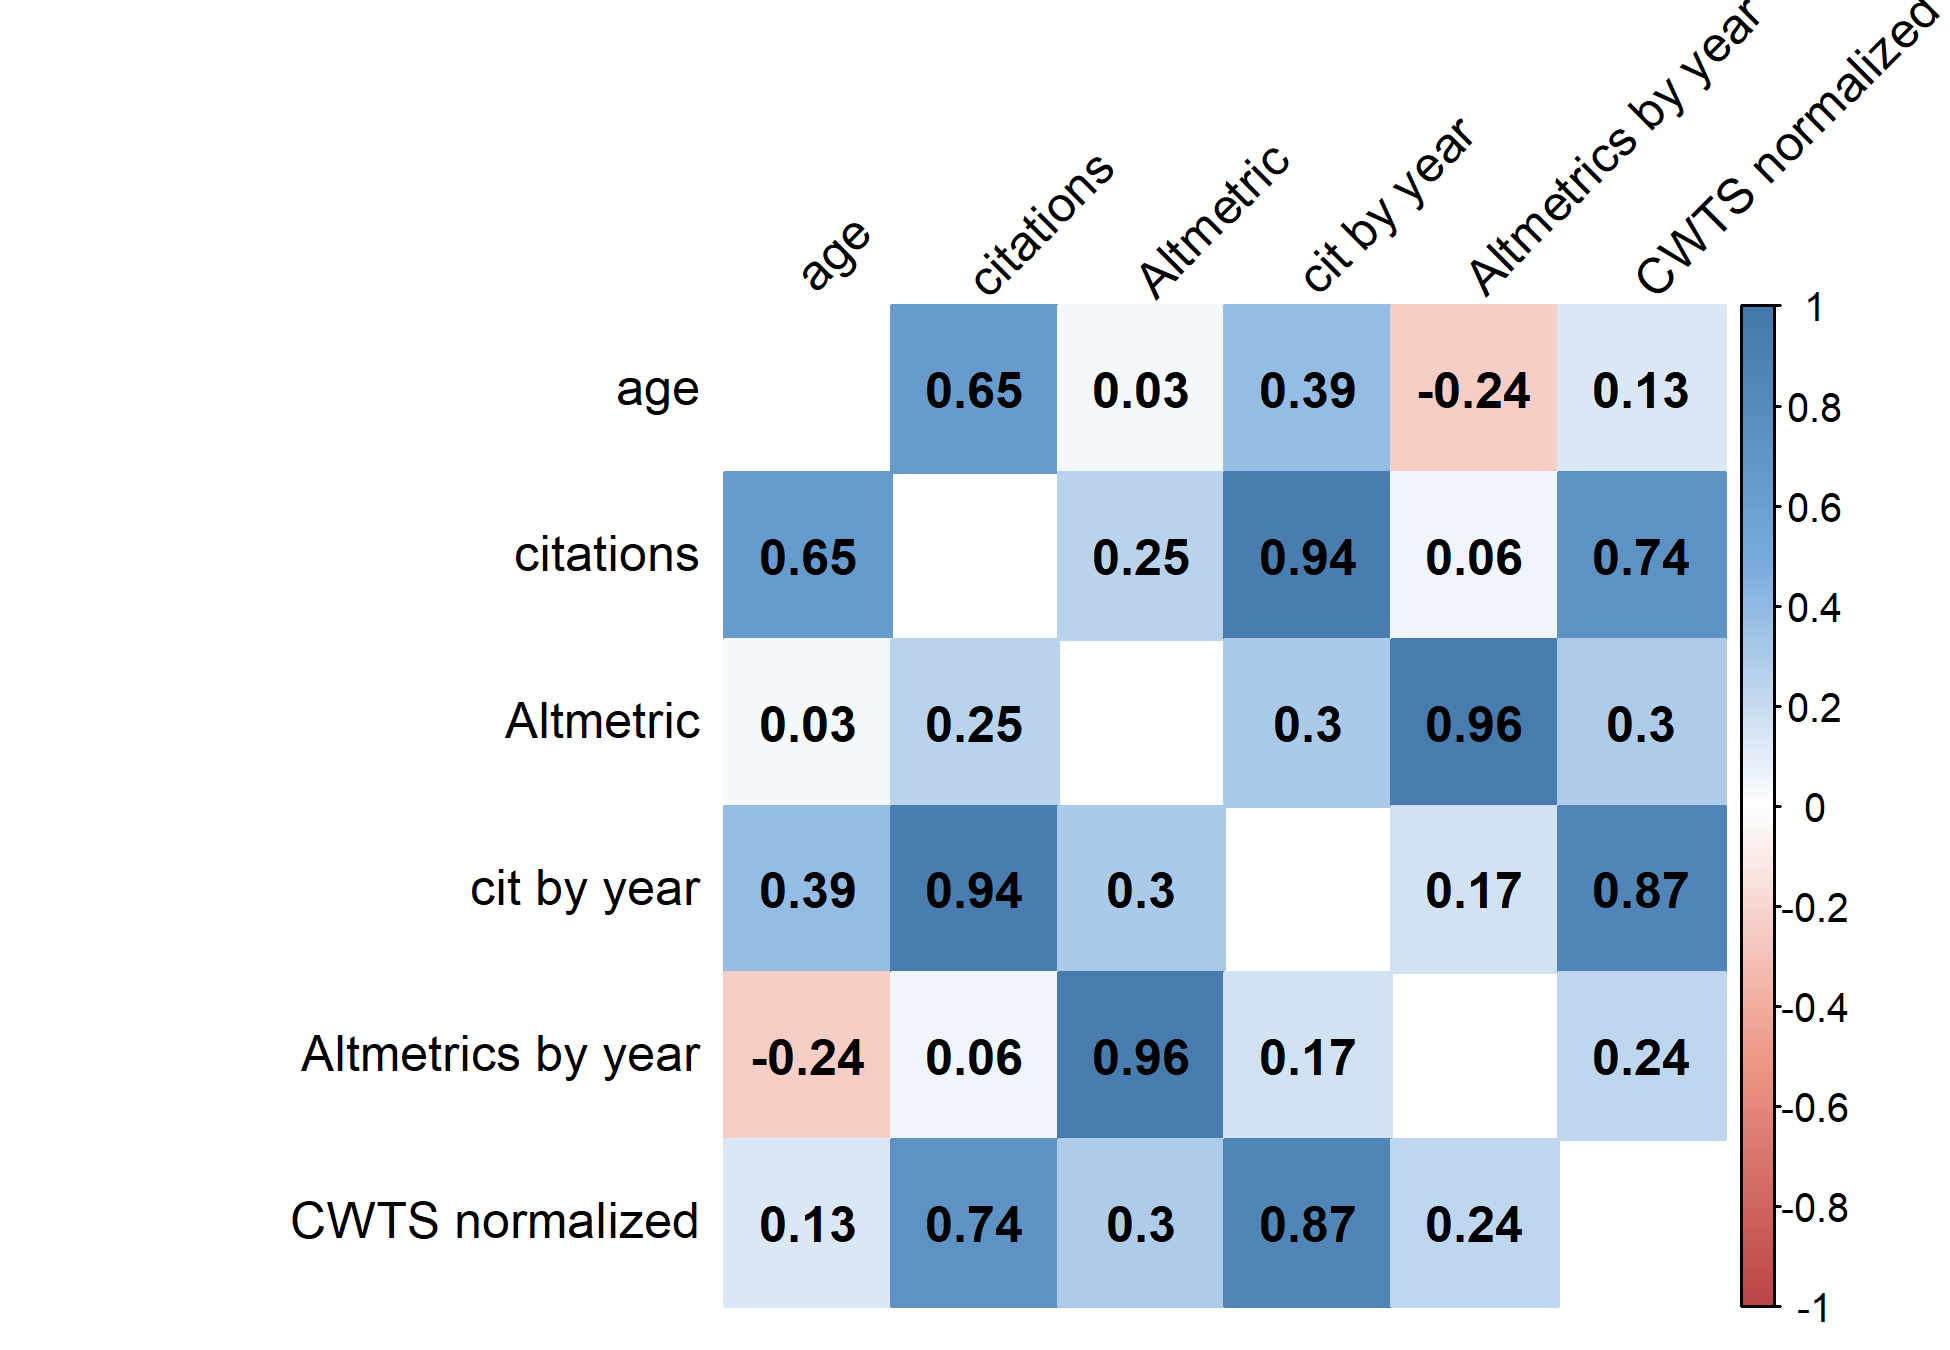 age
citations
Altmetric
cit by year
Altmetrics by year
CWTS normalized
age 0.65 0.03 0.39 -0.24 0.13
citations 0.65 0.25 0.94 0.06 0.74
Altmetric 0.03 0.25 0.3 0.96 0.3
cit by year 0.39 0.94 0.3 0.17 0.87
Altmetrics by year -0.24 0.06 0.96 0.17 0.24
CWTS normalized 0.13 0.74 0.3 0.87 0.24
1
0.8
0.6
0.4
0.2
0
-0.2
-0.4
-0.6
-0.8
-1